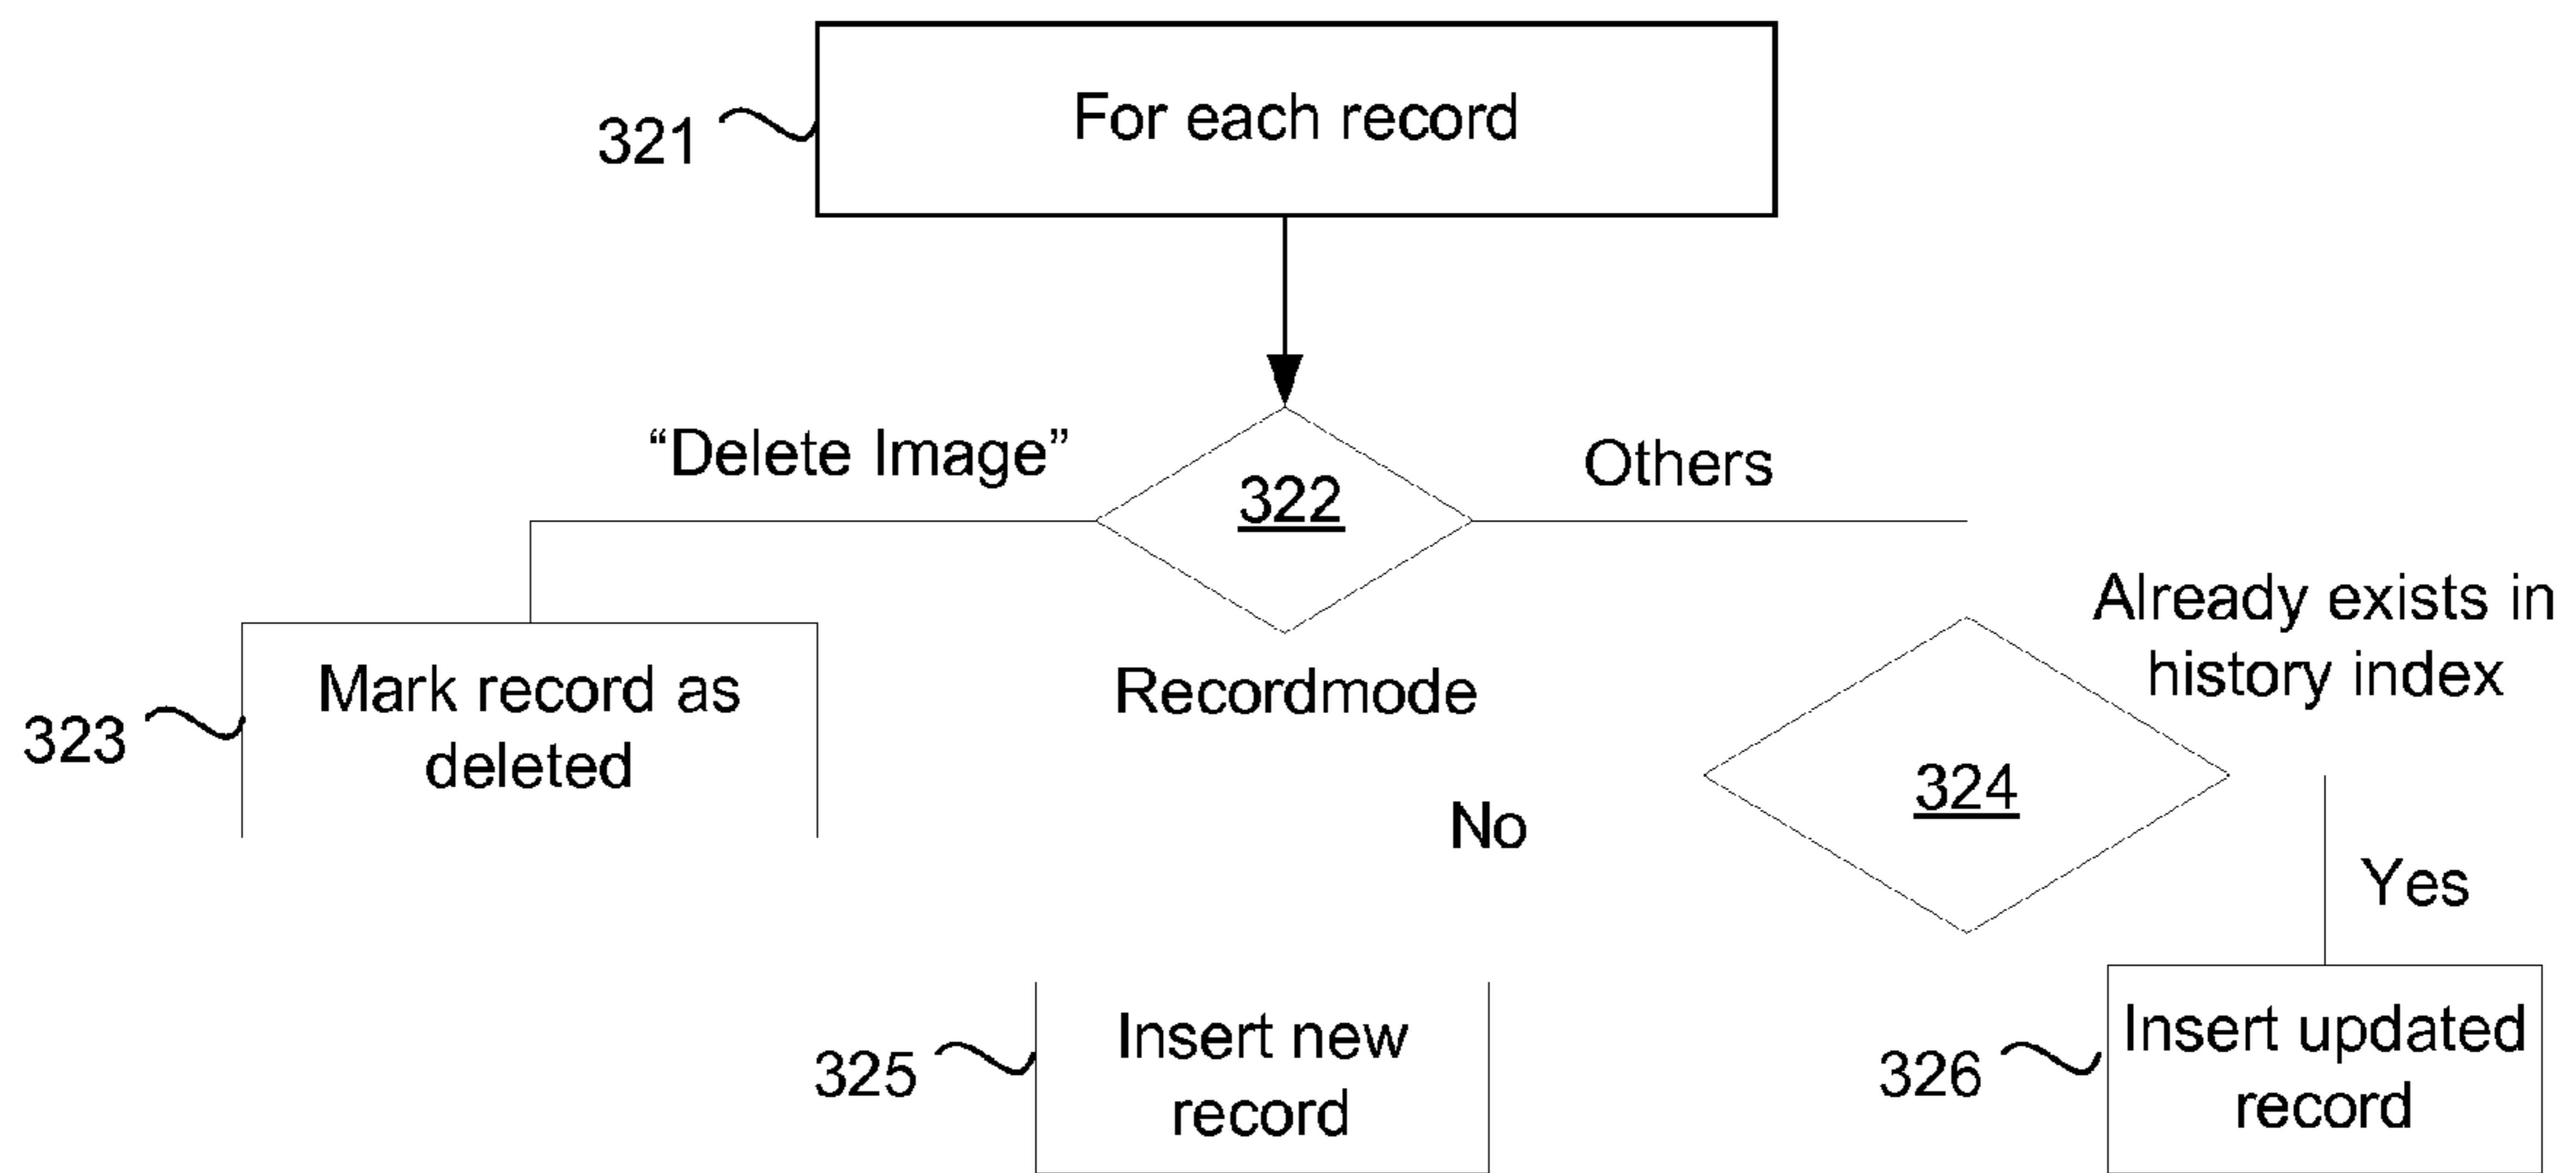 For each record
321
“Delete Image”
322
Others
Already exists in
history index
Mark record as
deleted
323
Recordmode
324
No
Yes
Insert new
record
325
Insert updated
record
326